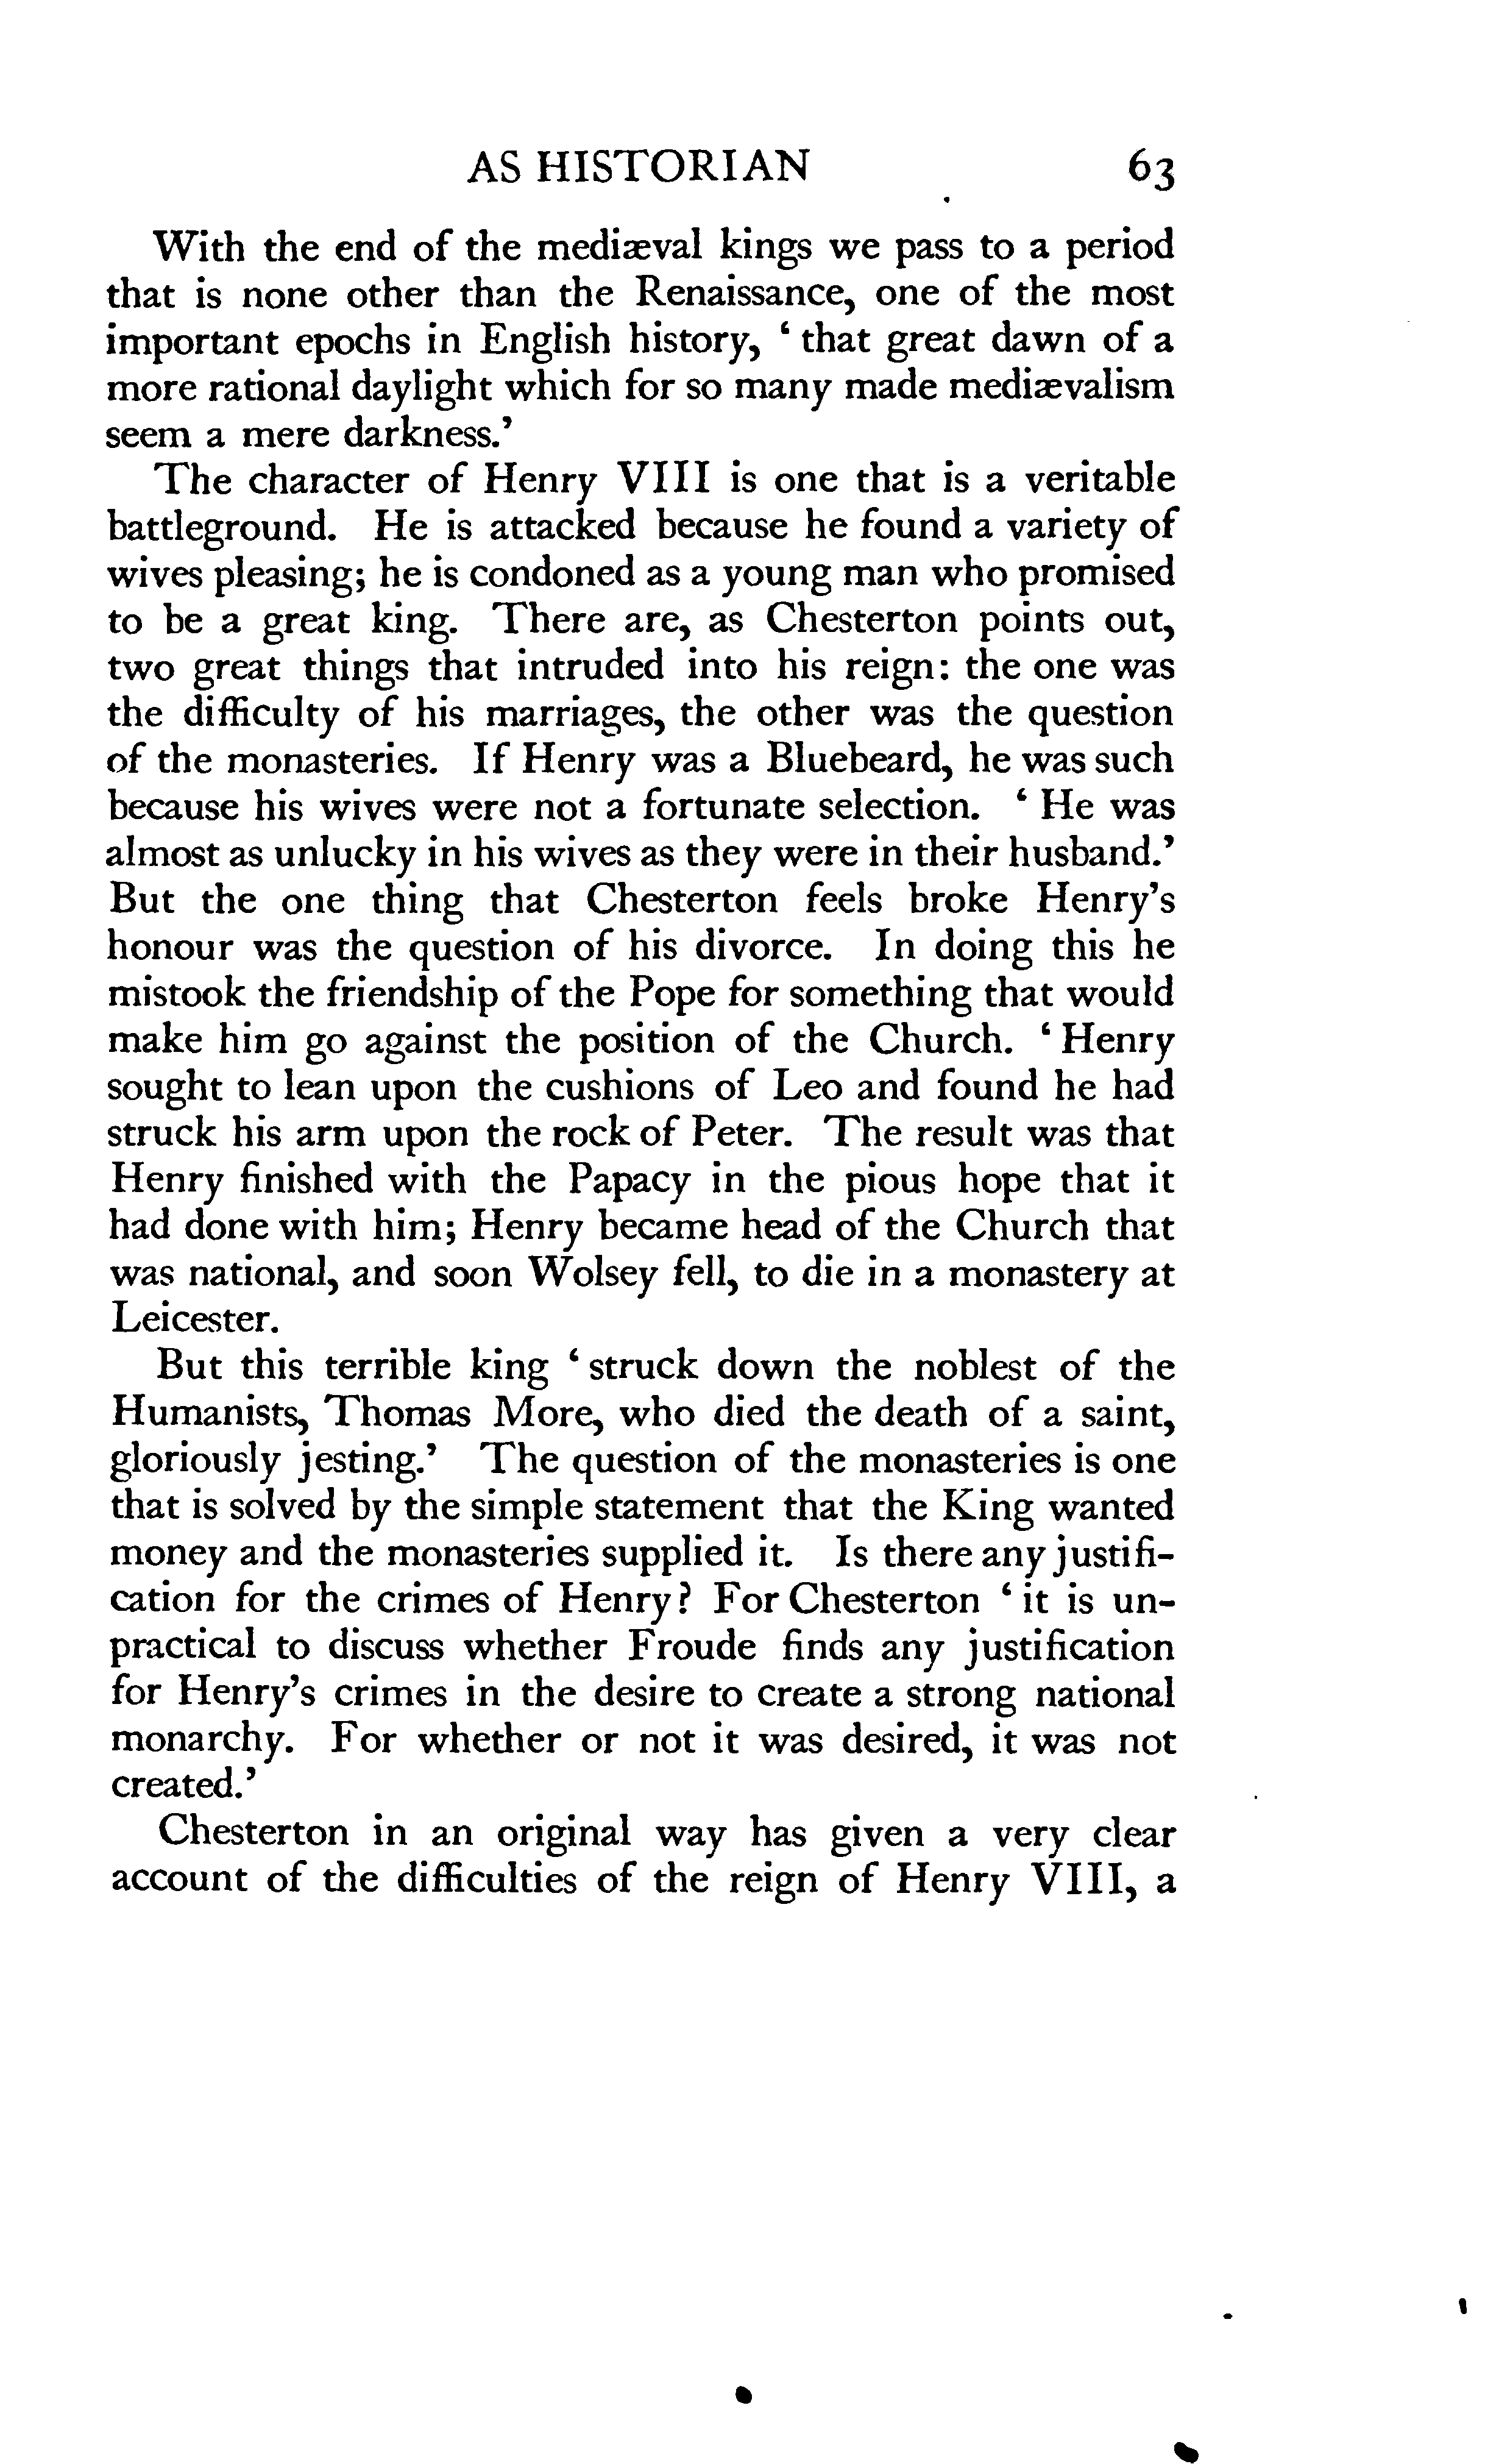 AS HISTORIAN 63
With the end of the mediæval kings we pass to a period
that is none other than the Renaissance, one of the most
important epochs in English history, ‘ that great dawn of a
more rational daylight which for so many made mediævalism
seem a mere darkness.’
The character of Henry VIII is one that is a veritable
battleground. He is attacked because he found a variety of
wives pleasing; he is condoned as a young man who promised
to be a great king. There are, as Chesterton points out,
two great things that intruded into his reign: the one was
the difficulty of his marriages, the other was the question
of the monasteries. If Henry was a Bluebeard, he was such
because his wives were not a fortunate selection. ‘ He was
almost as unlucky in his wives as they were in their husband.’
But the one thing that Chesterton feels broke Henry’s
honour was the question of his divorce. In doing this he
mistook the friendship of the Pope for something that would
make him go against the position of the Church. ‘ Henry
sought to lean upon the cushions of Leo and found he had
struck his arm upon the rock of Peter. The result was that
Henry finished with the Papacy in the pious hope that it
had done with him; Henry became head of the Church that
was national, and soon Wolsey fell, to die in a monastery at
Leicester.
But this terrible king ‘ struck down the noblest of the
Humanists, Thomas More, who died the death of a saint,
gloriously jesting.’ The question of the monasteries is one
that is solved by the simple statement that the King wanted
money and the monasteries supplied it. Is there any justifi-
cation for the crimes of Henry? For Chesterton ‘ it is un-
practical to discuss whether Froude finds any justification
for Henry’s crimes in the desire to create a strong national
monarchy. For whether or not it was desired, it was not
created.’
Chesterton in an original way has given a very clear
account of the difficulties of the reign of Henry VIII, a